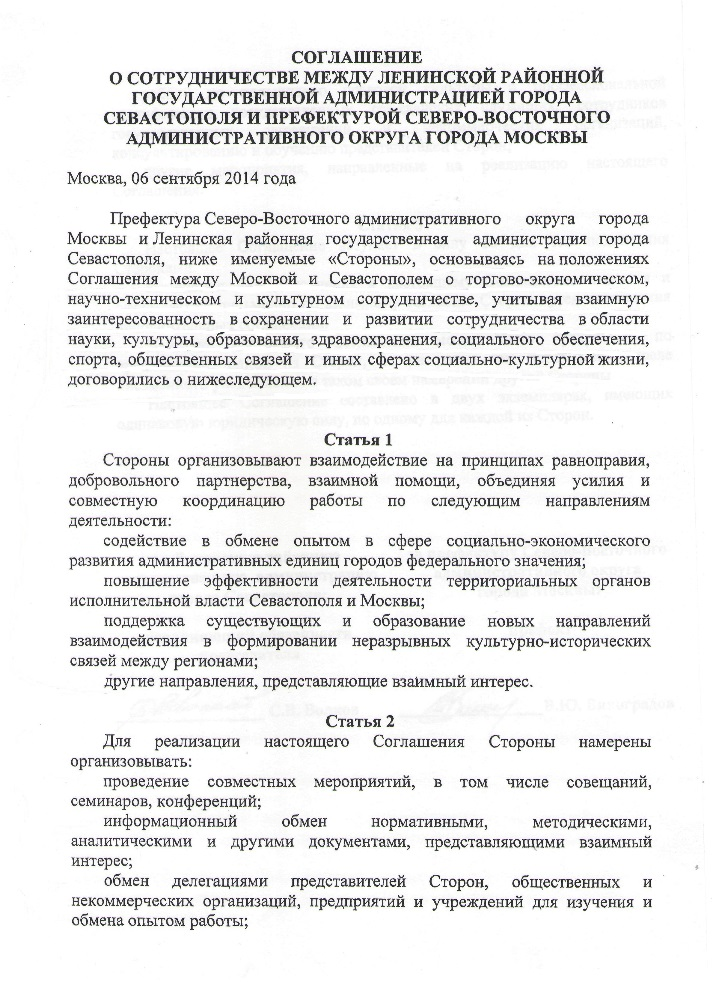 СОГЛАШЕНИЕ
О СОТРУДНИЧЕСТВЕ МЕЖДУ ЛЕНИНСКОЙ РАЙОННОЙ
ГОСУДАРСТВЕННОЙ АДМИНИСТРАЦИЕЙ ГОРОДА
СЕВАСТОПОЛЯ И ПРЕФЕКТУРОЙ СЕВЕРО-ВОСТОЧНОГО
АДМИНИСТРАТИВНОГО ОКРУГА ГОРОДА МОСКВЫ
Москва, 06 сентября 2014 года
Префектура Северо-Восточного административного округа города
Москвы и Ленинская районная государственная администрация города
Севастополя, ниже именуемые «Стороны», основываясь на положениях
Соглашения между Москвой и Севастополем о торгово-экономическом,
научно-техническом и культурном сотрудничестве, учитывая взаимную
заинтересованность в сохранении и развитии сотрудничества в области
науки, культуры, образования, здравоохранения, социального обеспечения,
спорта, общественных связей и иных сферах социально-культурной жизни,
договорились о нижеследующем.
Статья 1
Стороны организовывают взаимодействие на принципах равноправия,
добровольного партнерства, взаимной помощи, объединяя усилия и
совместную координацию работы по следующим направлениям
деятельности:
содействие в обмене опытом в сфере социально-экономического
развития административных единиц городов федерального значения;
повышение эффективности деятельности территориальных органов
исполнительной власти Севастополя и Москвы;
поддержка существующих и образование новых направлений
взаимодействия в формировании неразрывных культурно-исторических
связей между регионами;
другие направления, представляющие взаимный интерес.
Статья 2
Для реализации настоящего Соглашения Стороны намерены
организовывать:
проведение совместных мероприятий, в том числе совещаний,
семинаров, конференций;
информационный обмен нормативными, методическими,
аналитическими и другими документами, представляющими взаимный
интерес;
обмен делегациями представителей Сторон, общественных и
некоммерческих организаций, предприятий и учреждений для изучения и
обмена опытом работы;